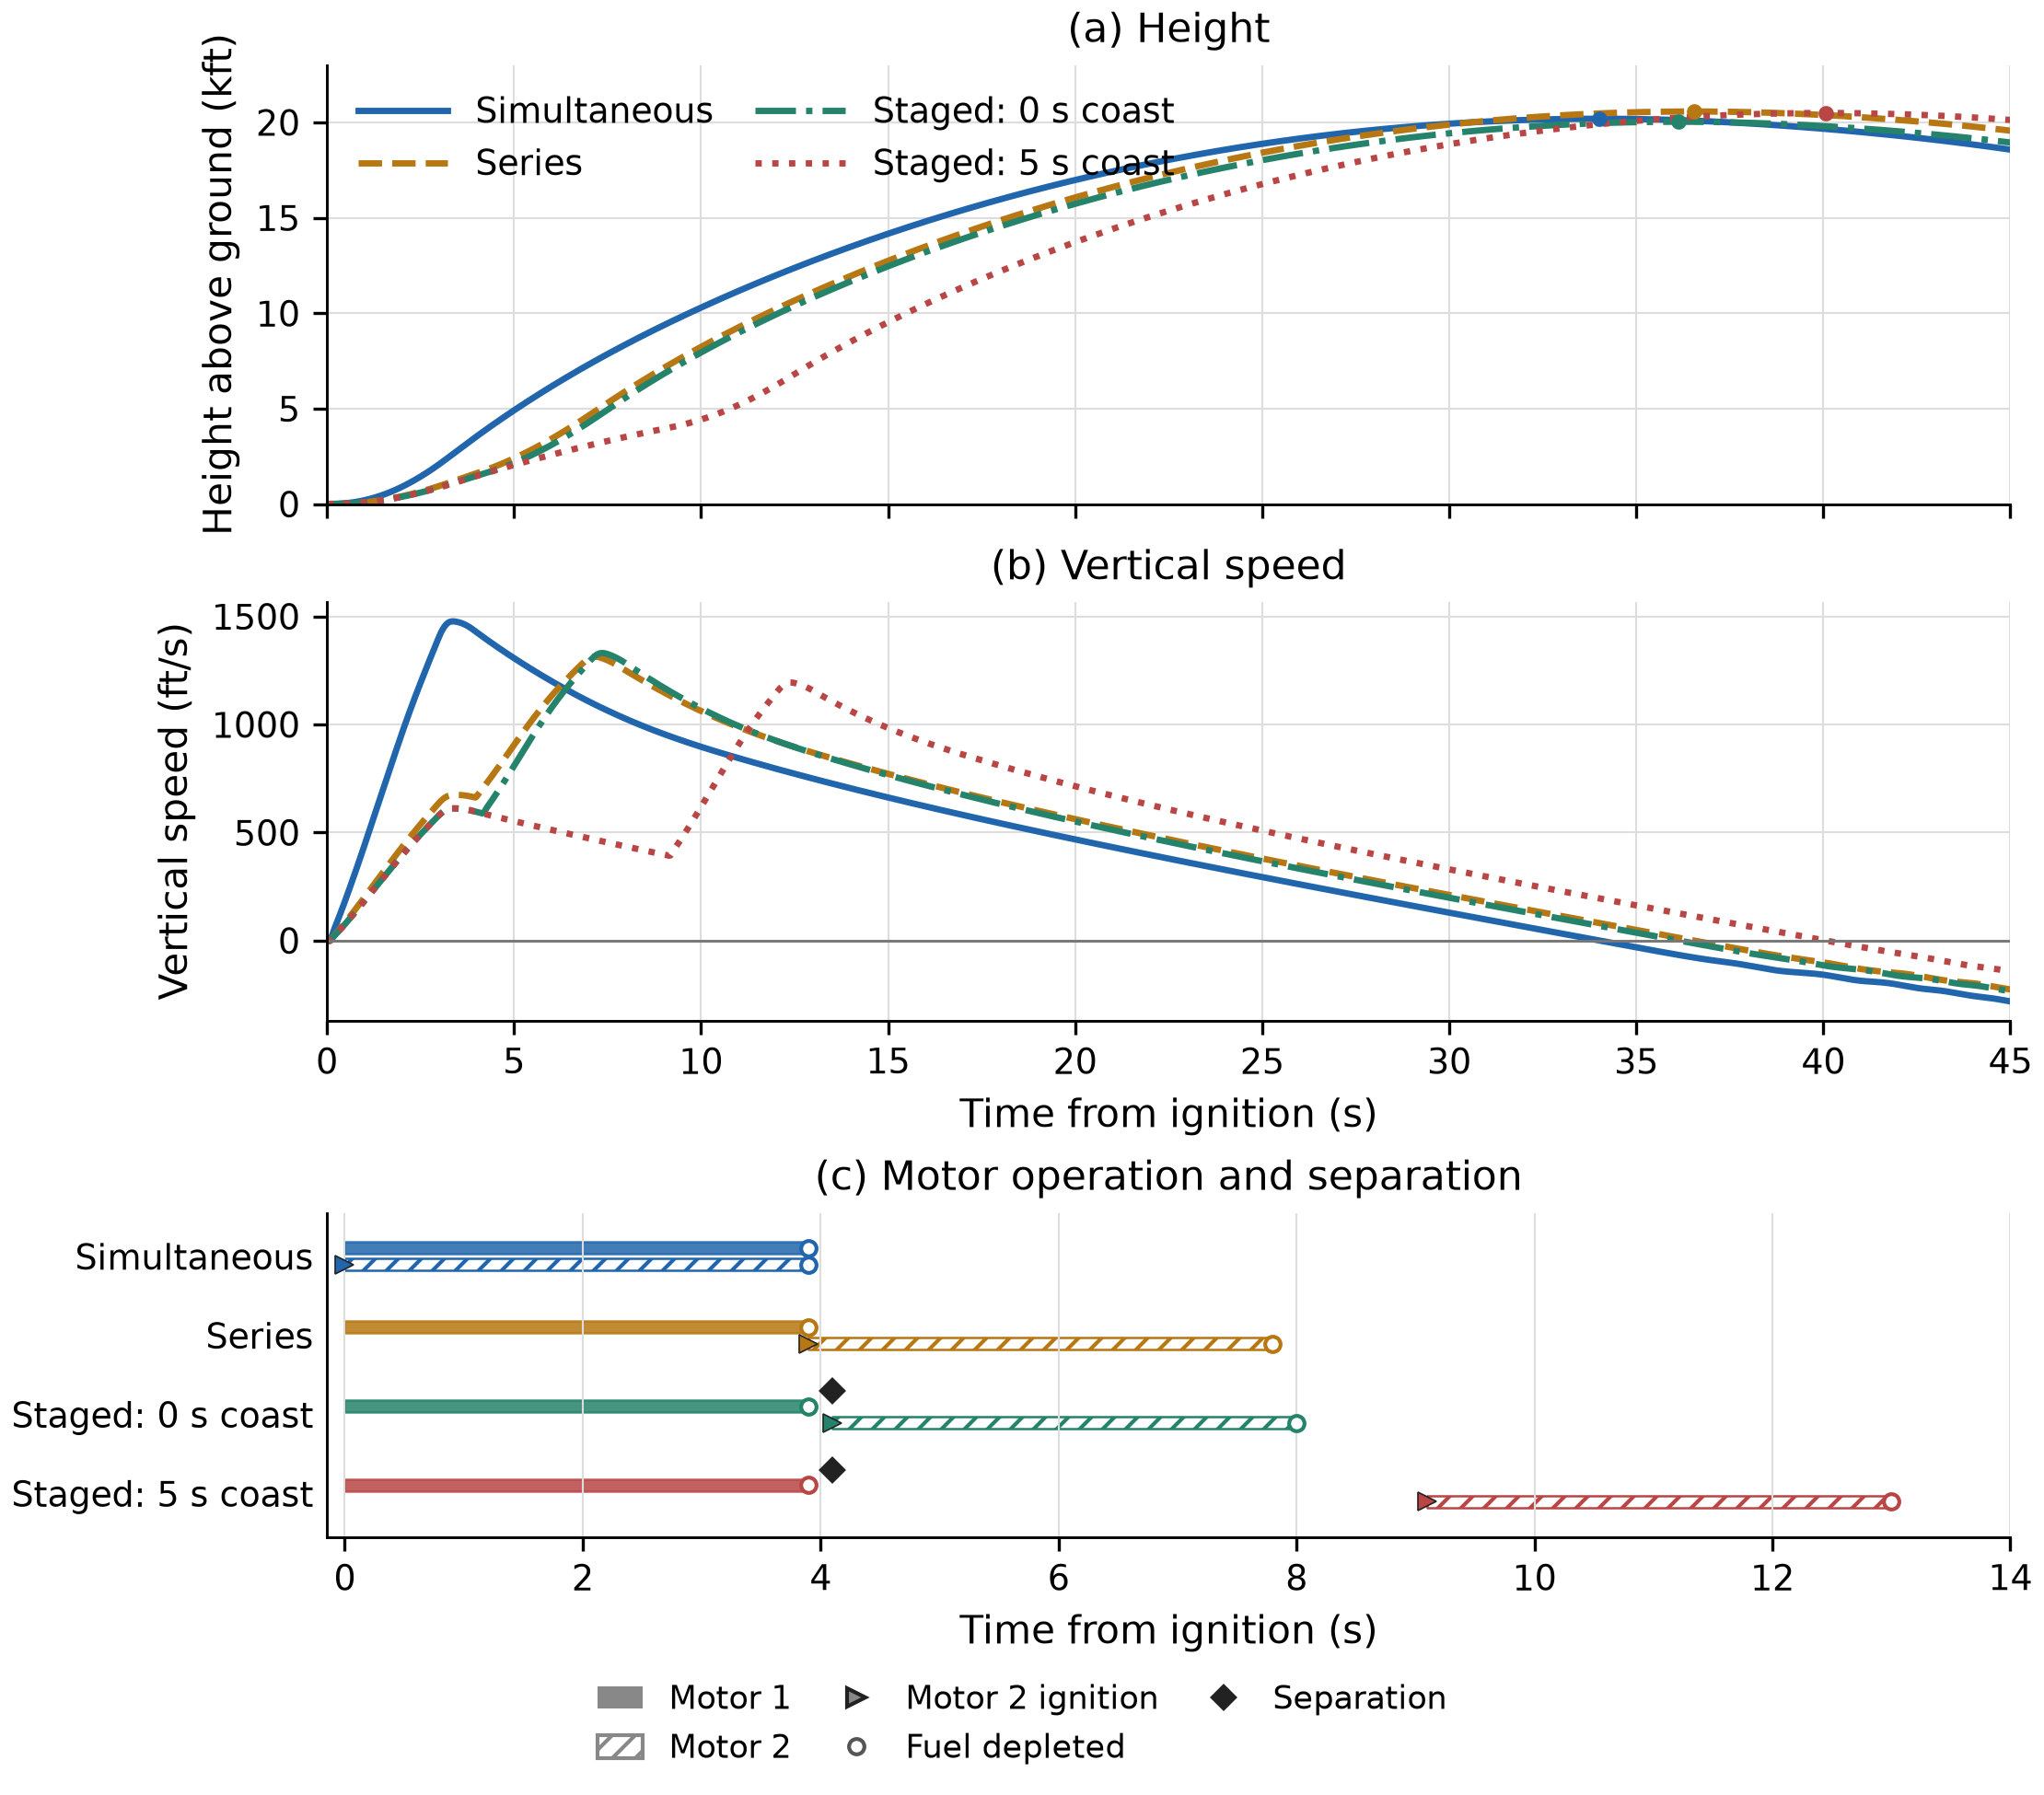 (a) Height
Height above ground (kft)
20
15
10
5
0
Simultaneous
Series
Staged: 0 s coast
Staged: 5 s coast
(b) Vertical speed
Vertical speed (ft/s)
1500
1000
500
0
0 5 10 15 20 25 30 35 40 45
Time from ignition (s)
(c) Motor operation and separation
Simultaneous
Series
Staged: 0 s coast
Staged: 5 s coast
0 2 4 6 8 10 12 14
Time from ignition (s)
Motor 1
Motor 2
Motor 2 ignition
Fuel depleted
Separation